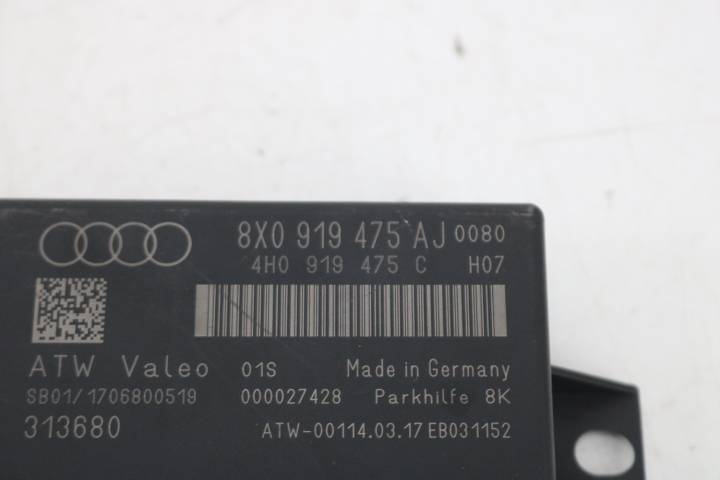 8X0 919 475 AJ 0080
4H0 919 475 C H07
ATW Valeo 01S Made in Germany
SB01/1706800519 000027428 Parkhilfe 8K
313680 ATW-00114.03.17 EB031152